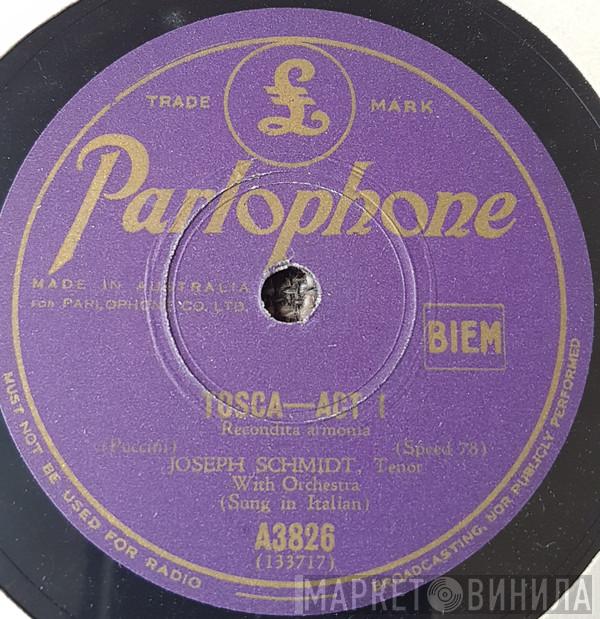 TRADE MARK
£
Parlophone
MADE IN AUSTRALIA
FOR PARLOPHONE CO. LTD.
BIEM
TOSCA—ACT I
Recondita armonia
(Puccini) (Speed 78)
JOSEPH SCHMIDT, Tenor
With Orchestra
(Sung in Italian)
A3826
(133717)
MUST NOT BE USED FOR RADIO BROADCASTING, NOR PUBLICLY PERFORMED
МАРКЕТ ВИНИЛА